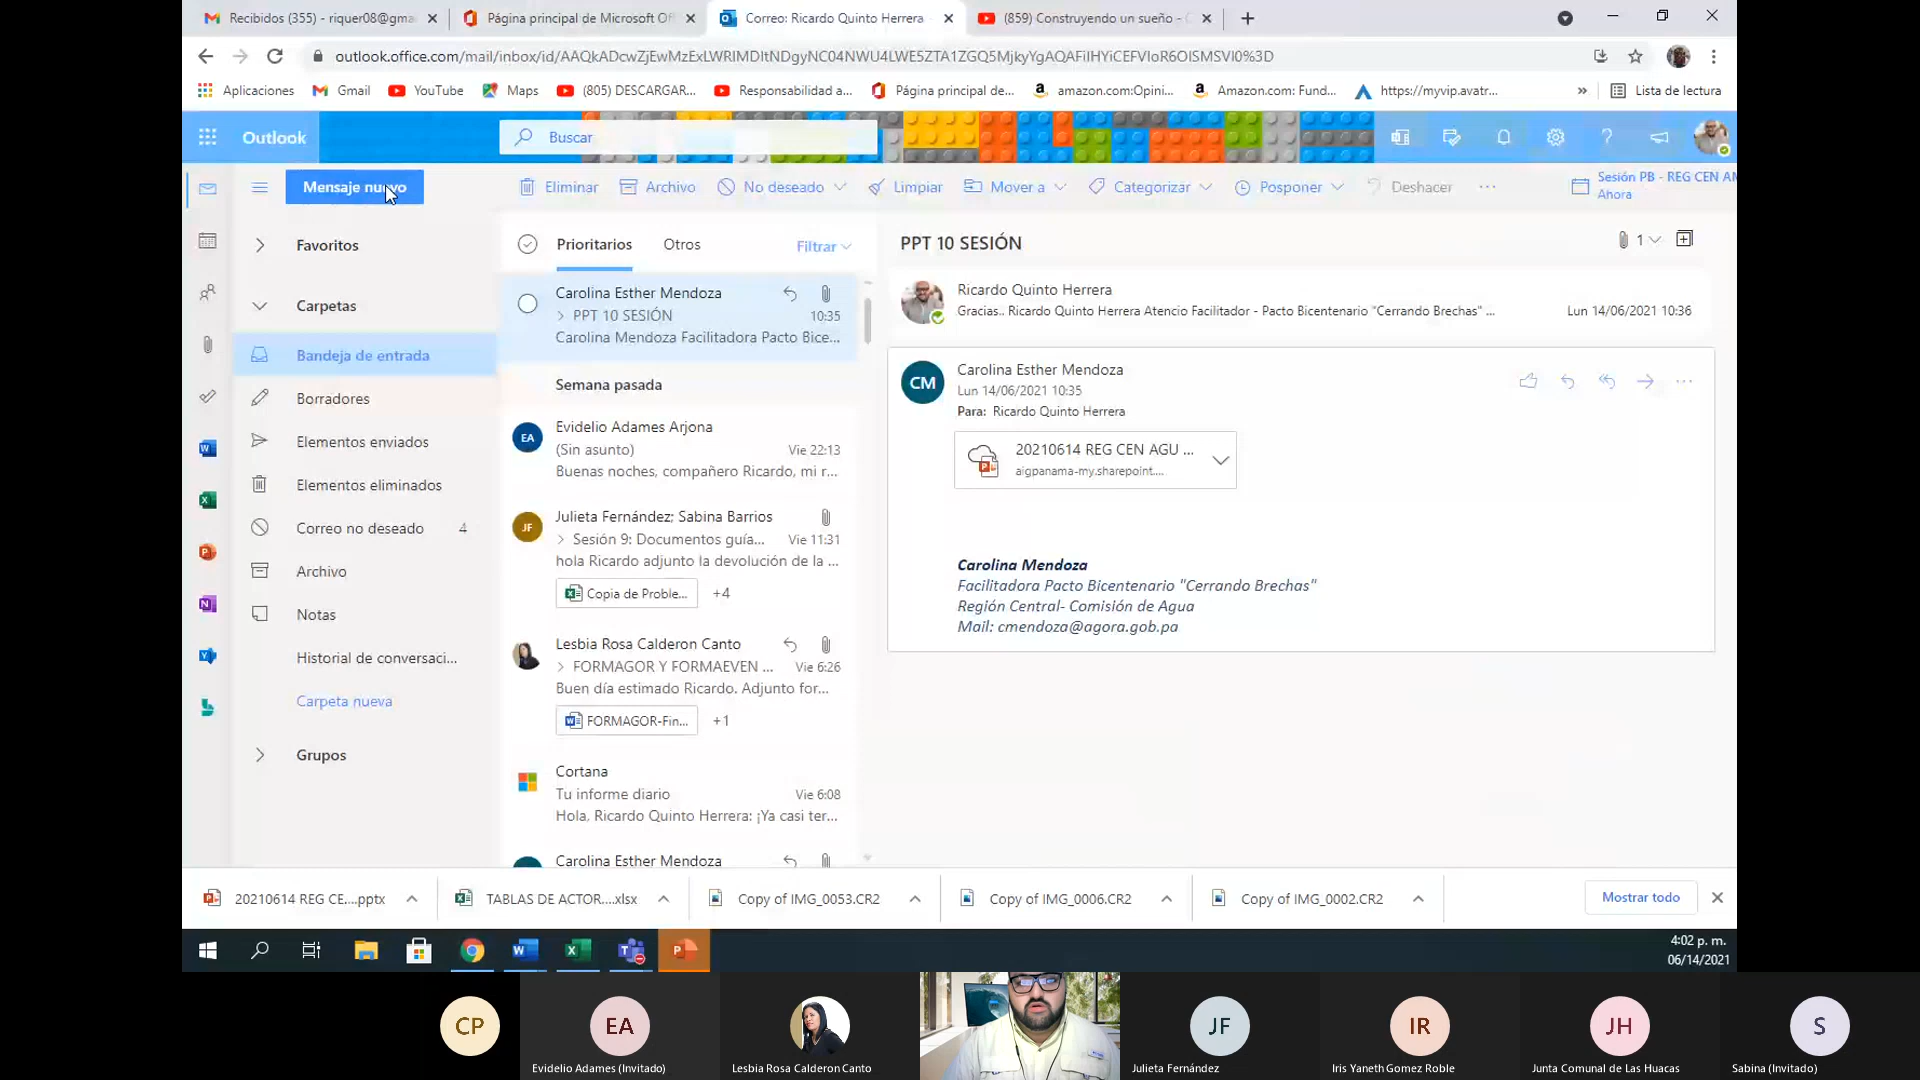 Recibidos (355) - riquer08@gma
Página principal de Microsoft Of
Correo: Ricardo Quinto Herrera
(859) Construyendo un sueño -
outlook.office.com/mail/inbox/id/
Aplicaciones
Gmail
YouTube
Maps
(805) DESCARGAR...
Responsabilidad a...
Página principal de...
amazon.com:Opini...
Amazon.com: Fund...
https://myvip.avatr...
»
Lista de lectura
Outlook
Buscar
Mensaje nuevo
Eliminar
Archivo
No deseado
Limpiar
Mover a
Categorizar
Posponer
Deshacer
Sesión PB - REG CEN AM
Ahora
Favoritos
Carpetas
Bandeja de entrada
Borradores
Elementos enviados
Elementos eliminados
Correo no deseado 4
Archivo
Notas
Historial de conversaci...
Carpeta nueva
Grupos
Prioritarios
Otros
Filtrar
Carolina Esther Mendoza
PPT 10 SESIÓN 10:35
Carolina Mendoza Facilitadora Pacto Bice...
Semana pasada
EA
Evidelio Adames Arjona
(Sin asunto) Vie 22:13
Buenas noches, compañero Ricardo, mi r...
JF
Julieta Fernández; Sabina Barrios
Sesión 9: Documentos guía... Vie 11:31
hola Ricardo adjunto la devolución de la ...
Copia de Proble... +4
Lesbia Rosa Calderon Canto
FORMAGOR Y FORMAEVEN ... Vie 6:26
Buen día estimado Ricardo. Adjunto for...
FORMAGOR-Fin... +1
Cortana
Tu informe diario Vie 6:08
Hola, Ricardo Quinto Herrera: ¡Ya casi ter...
Carolina Esther Mendoza
PPT 10 SESIÓN
1
Ricardo Quinto Herrera
Gracias.. Ricardo Quinto Herrera Atencio Facilitador - Pacto Bicentenario "Cerrando Brechas" ... Lun 14/06/2021 10:36
CM
Carolina Esther Mendoza
Lun 14/06/2021 10:35
Para: Ricardo Quinto Herrera
20210614 REG CEN AGU ...
aigpanama-my.sharepoint....
Carolina Mendoza
Facilitadora Pacto Bicentenario "Cerrando Brechas"
Región Central- Comisión de Agua
Mail: cmendoza@agora.gob.pa
20210614 REG CE....pptx
TABLAS DE ACTOR....xlsx
Copy of IMG_0053.CR2
Copy of IMG_0006.CR2
Copy of IMG_0002.CR2
Mostrar todo
4:02 p. m.
06/14/2021
CP
EA
JF
IR
JH
S
Evidelio Adames (Invitado)
Lesbia Rosa Calderon Canto
Julieta Fernández
Iris Yaneth Gomez Roble
Junta Comunal de Las Huacas
Sabina (Invitado)